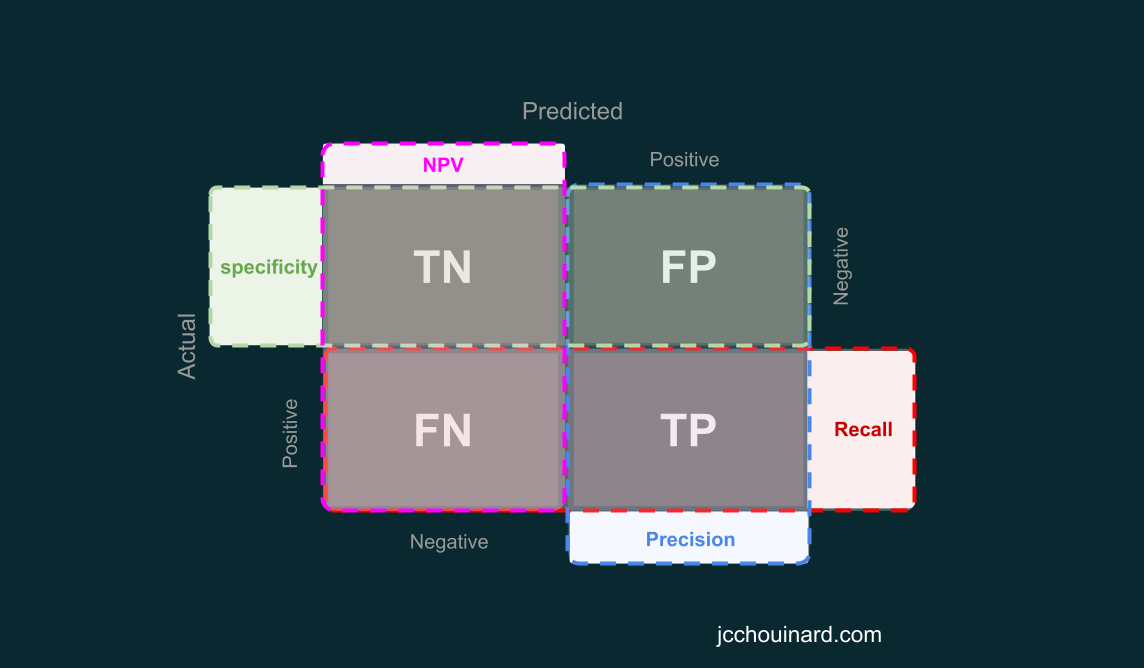 Predicted
NPV
Positive
specificity
TN
FP
Negative
Actual
Positive
FN
TP
Recall
Negative
Precision
jcchouinard.com